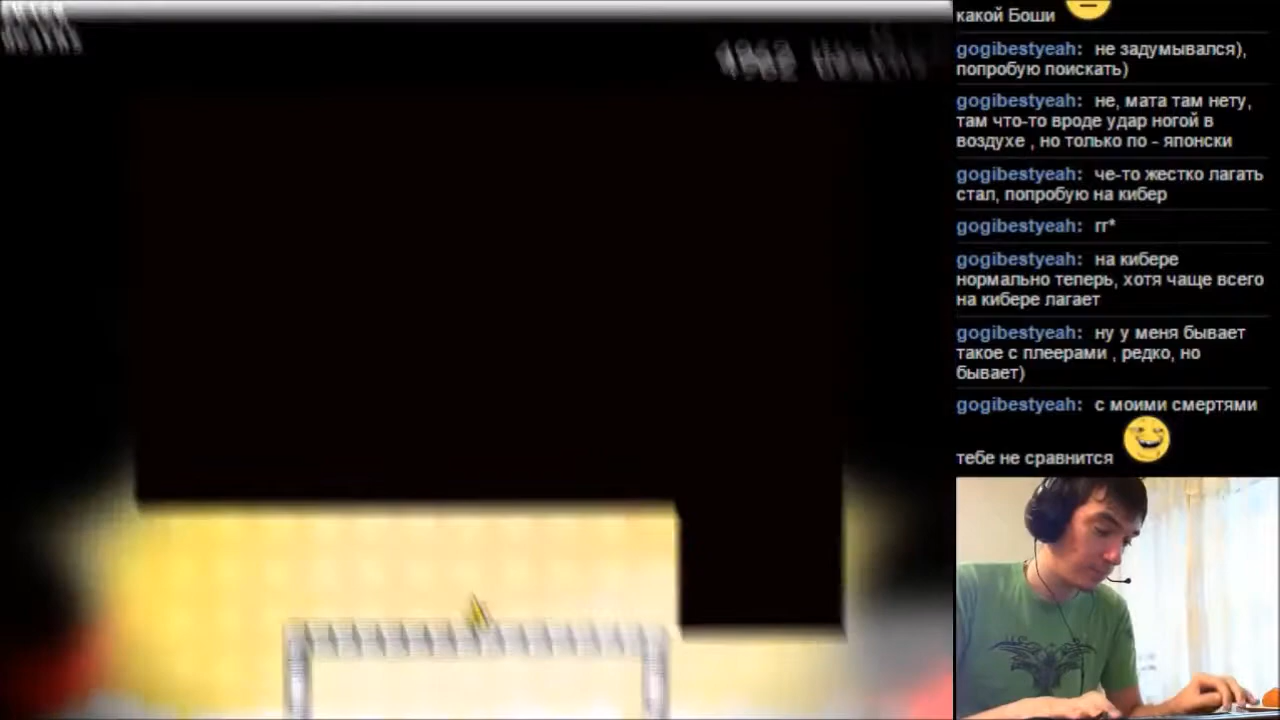 какой Боши
gogibestyeah: не задумывался),
попробую поискать)
gogibestyeah: не, мата там нету,
там что-то вроде удар ногой в
воздухе , но только по - японски
gogibestyeah: че-то жестко лагать
стал, попробую на кибер
gogibestyeah: гг*
gogibestyeah: на кибере
нормально теперь, хотя чаще всего
на кибере лагает
gogibestyeah: ну у меня бывает
такое с плеерами , редко, но
бывает)
gogibestyeah: с моими смертями
тебе не сравнится